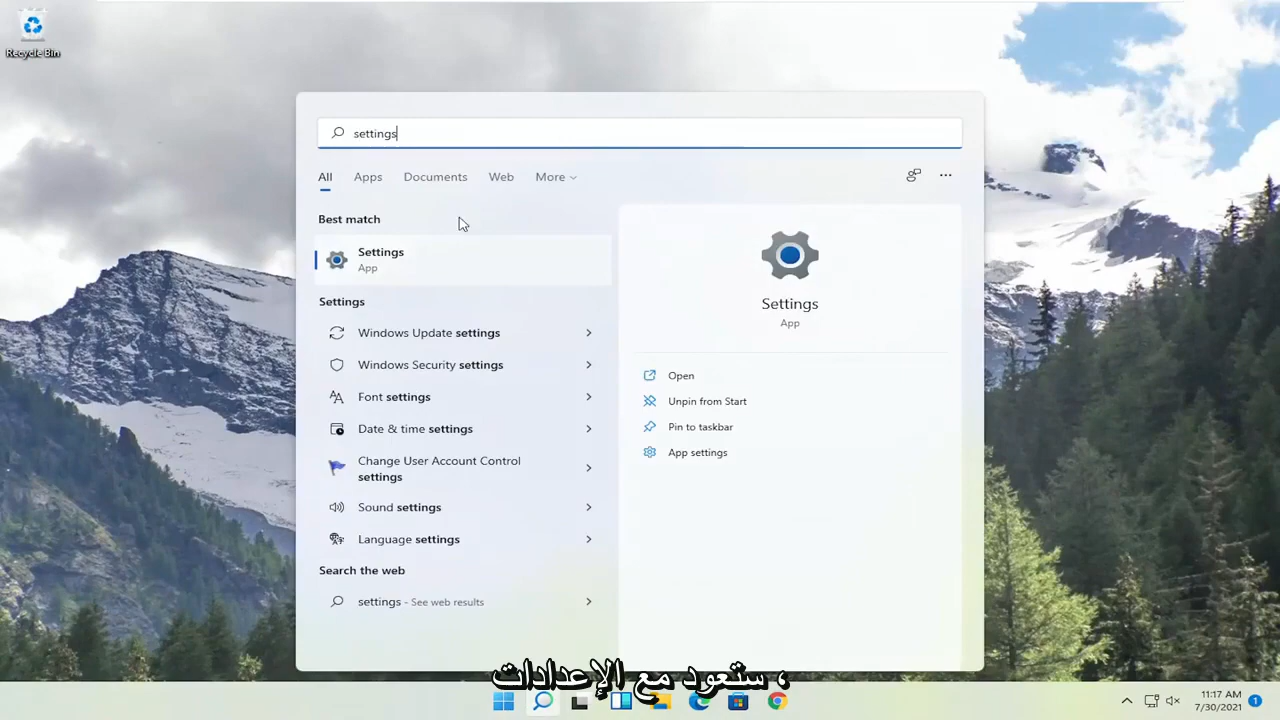 Recycle Bin
settings
All Apps Documents Web More
Best match
Settings
App
Settings
Windows Update settings
Windows Security settings
Font settings
Date & time settings
Change User Account Control
settings
Sound settings
Language settings
Search the web
settings - See web results
Settings
App
Open
Unpin from Start
Pin to taskbar
App settings
، ستعود مع الإعدادات
11:17 AM
7/30/2021
1